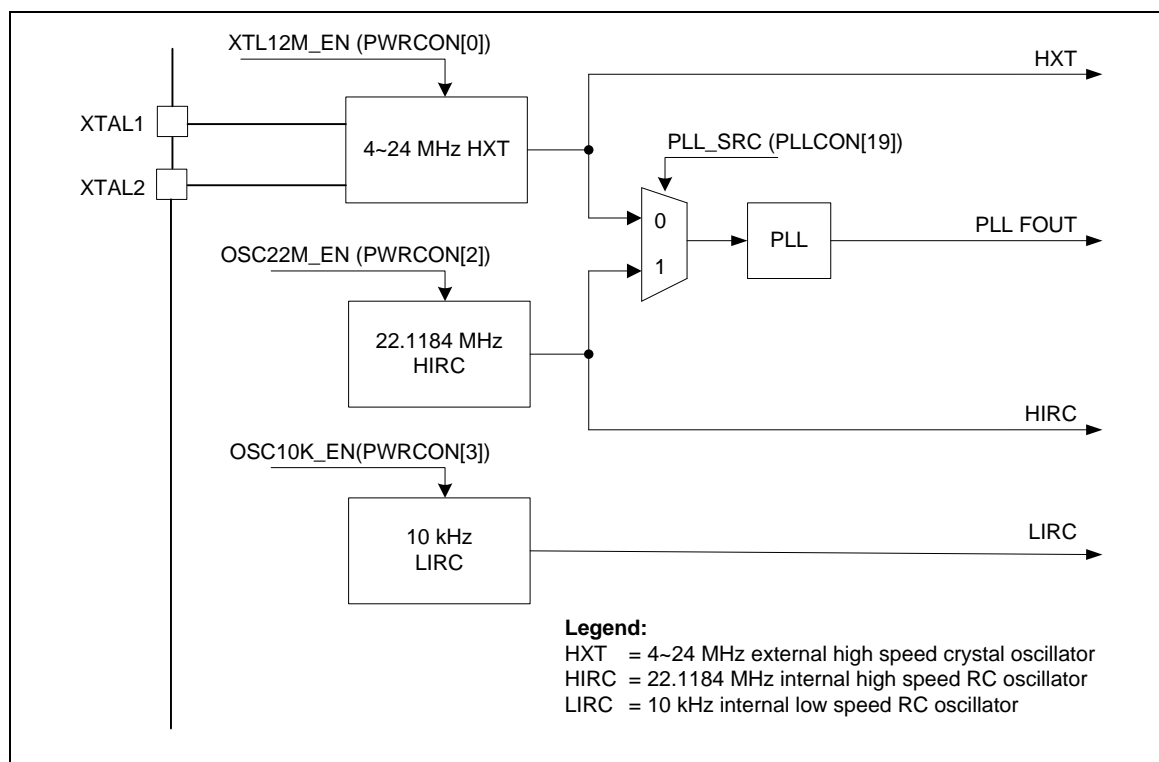 XTL12M_EN (PWRCON[0])
HXT
XTAL1
4~24 MHz HXT
PLL_SRC (PLLCON[19])
XTAL2
0
PLL
PLL FOUT
OSC22M_EN (PWRCON[2])
1
22.1184 MHz
HIRC
HIRC
OSC10K_EN(PWRCON[3])
10 kHz
LIRC
LIRC
Legend:
HXT = 4~24 MHz external high speed crystal oscillator
HIRC = 22.1184 MHz internal high speed RC oscillator
LIRC = 10 kHz internal low speed RC oscillator